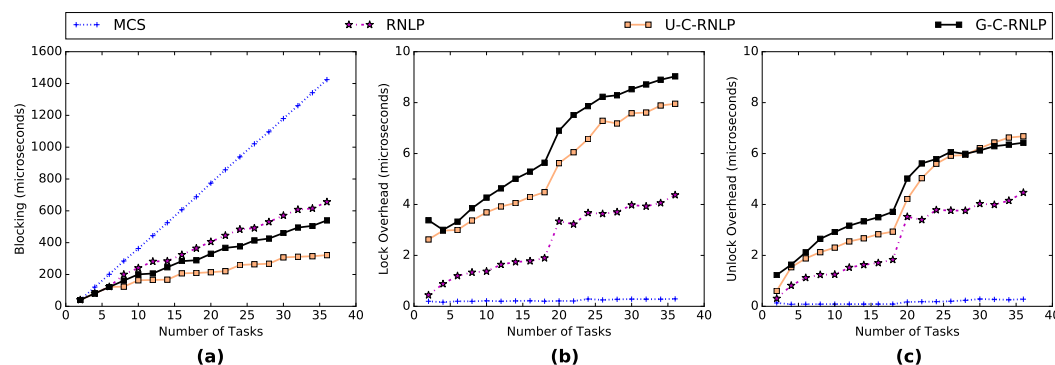 MCS RNLP U-C-RNLP G-C-RNLP
1600
1400
1200
1000
800
600
400
200
0
Blocking (microseconds)
0 5 10 15 20 25 30 35 40
Number of Tasks
(a)
10
8
6
4
2
0
Lock Overhead (microseconds)
0 5 10 15 20 25 30 35 40
Number of Tasks
(b)
10
8
6
4
2
0
Unlock Overhead (microseconds)
0 5 10 15 20 25 30 35 40
Number of Tasks
(c)